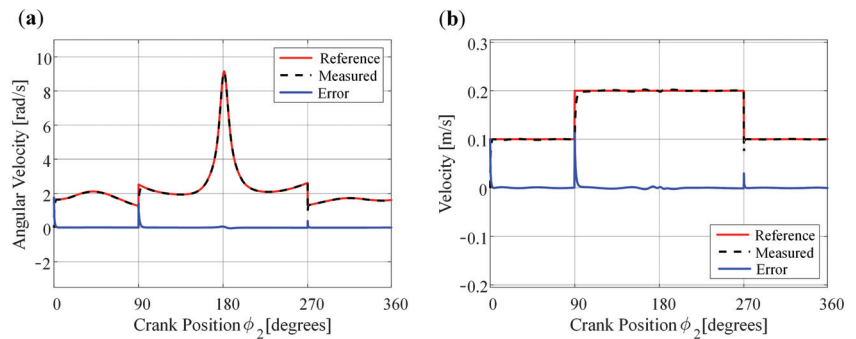 (a)
10
8
6
4
2
0
−2
Angular Velocity [rad/s]
Reference
Measured
Error
0 90 180 270 360
Crank Position ϕ2 [degrees]
(b)
0.3
0.2
0.1
0
−0.1
−0.2
Velocity [m/s]
Reference
Measured
Error
0 90 180 270 360
Crank Position ϕ2 [degrees]